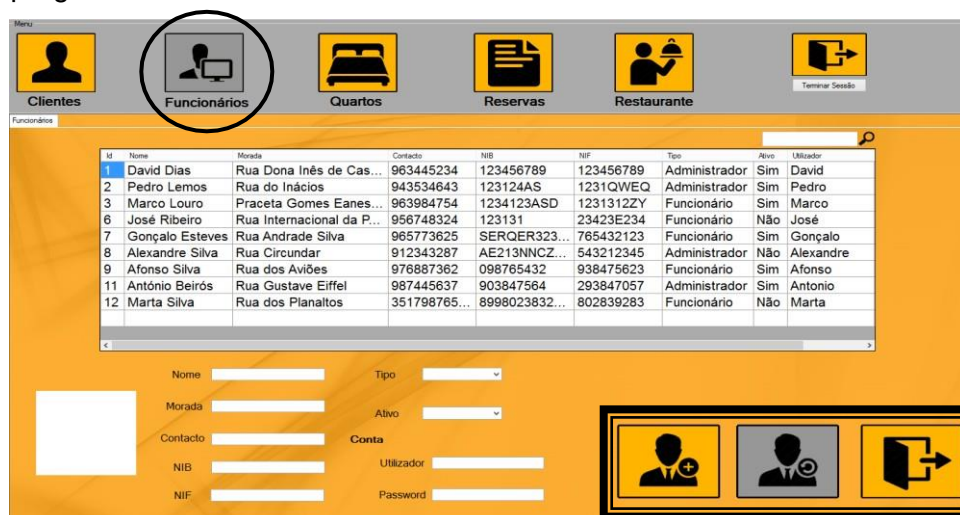 Menu
Clientes Funcionários Quartos Reservas Restaurante Terminar Sessão
Funcionários
Id Nome Morada Contacto NIB NIF Tipo Ativo Utilizador
1 David Dias Rua Dona Inês de Cas... 963445234 123456789 123456789 Administrador Sim David
2 Pedro Lemos Rua do Inácios 943534643 123124AS 1231QWEQ Administrador Sim Pedro
3 Marco Louro Praceta Gomes Eanes... 963984754 1234123ASD 1231312ZY Funcionário Sim Marco
6 José Ribeiro Rua Internacional da P... 956748324 123131 23423E234 Funcionário Não José
7 Gonçalo Esteves Rua Andrade Silva 965773625 SERQER323... 765432123 Funcionário Sim Gonçalo
8 Alexandre Silva Rua Circundar 912343287 AE213NNCZ... 543212345 Administrador Não Alexandre
9 Afonso Silva Rua dos Aviões 976887362 098765432 938475623 Funcionário Sim Afonso
11 António Beirós Rua Gustave Eiffel 987445637 903847564 293847057 Administrador Sim Antonio
12 Marta Silva Rua dos Planaltos 351798765... 8998023832... 802839283 Funcionário Não Marta
Nome Tipo
Morada Ativo
Contacto Conta
NIB Utilizador
NIF Password